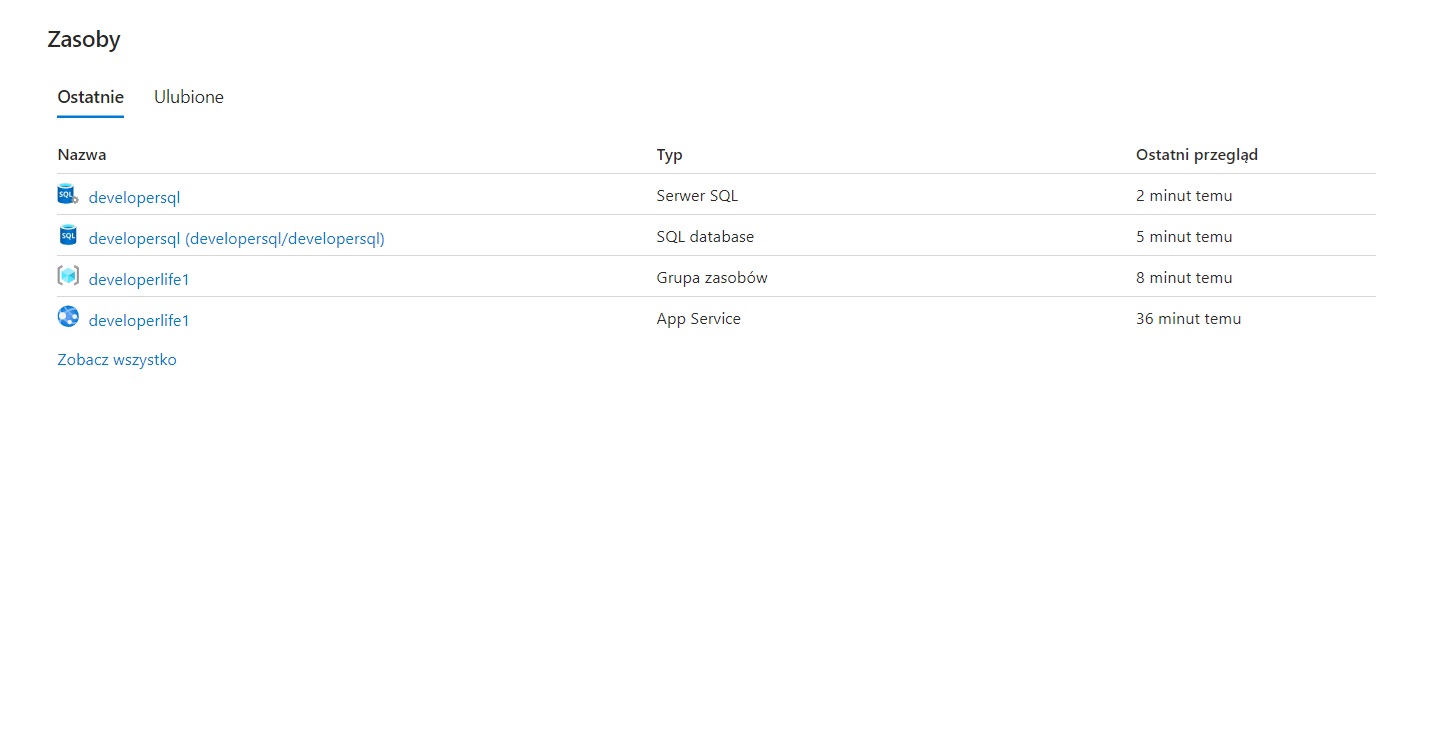 Zasoby
Ostatnie Ulubione
Nazwa Typ Ostatni przegląd
SQL developersql Serwer SQL 2 minut temu
SQL developersql (developersql/developersql) SQL database 5 minut temu
developerlife1 Grupa zasobów 8 minut temu
developerlife1 App Service 36 minut temu
Zobacz wszystko